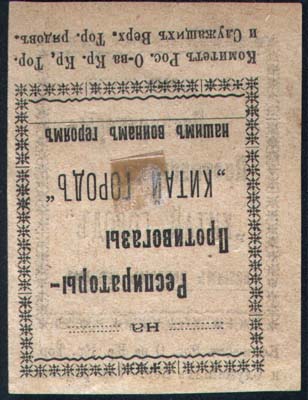 на
Респираторы-
Противогазы
„КИТАЙ ГОРОДЪ“
нашимъ воинамъ героямъ
Комитетъ Рос. О-ва Кр. Кр, Тор.
и Служащихъ Верх. Тор. рядовъ.